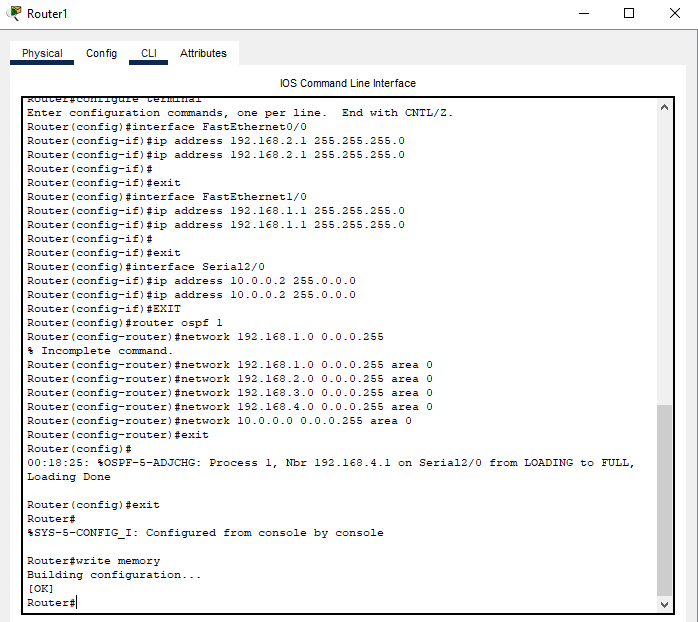 Router1
Physical Config CLI Attributes
IOS Command Line Interface
Router#configure terminal
Enter configuration commands, one per line.  End with CNTL/Z.
Router(config)#interface FastEthernet0/0
Router(config-if)#ip address 192.168.2.1 255.255.255.0
Router(config-if)#ip address 192.168.2.1 255.255.255.0
Router(config-if)#
Router(config-if)#exit
Router(config)#interface FastEthernet1/0
Router(config-if)#ip address 192.168.1.1 255.255.255.0
Router(config-if)#ip address 192.168.1.1 255.255.255.0
Router(config-if)#
Router(config-if)#exit
Router(config)#interface Serial2/0
Router(config-if)#ip address 10.0.0.2 255.0.0.0
Router(config-if)#ip address 10.0.0.2 255.0.0.0
Router(config-if)#EXIT
Router(config)#router ospf 1
Router(config-router)#network 192.168.1.0 0.0.0.255
% Incomplete command.
Router(config-router)#network 192.168.1.0 0.0.0.255 area 0
Router(config-router)#network 192.168.2.0 0.0.0.255 area 0
Router(config-router)#network 192.168.3.0 0.0.0.255 area 0
Router(config-router)#network 192.168.4.0 0.0.0.255 area 0
Router(config-router)#network 10.0.0.0 0.0.0.255 area 0
Router(config-router)#exit
Router(config)#
00:18:25: %OSPF-5-ADJCHG: Process 1, Nbr 192.168.4.1 on Serial2/0 from LOADING to FULL,
Loading Done
Router(config)#exit
Router#
%SYS-5-CONFIG_I: Configured from console by console
Router#write memory
Building configuration...
[OK]
Router#